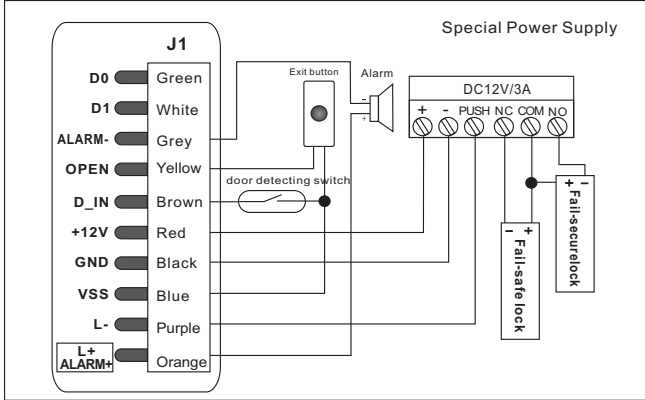 Special Power Supply
J1
D0 Green
D1 White
ALARM- Grey
OPEN Yellow
D_IN Brown
+12V Red
GND Black
VSS Blue
L- Purple
L+
ALARM+
Orange
Exit button
Alarm
-
+
door detecting switch
DC12V/3A
+ - PUSH NC COM NO
- +
Fail-safe lock
+ -
Fail-securelock